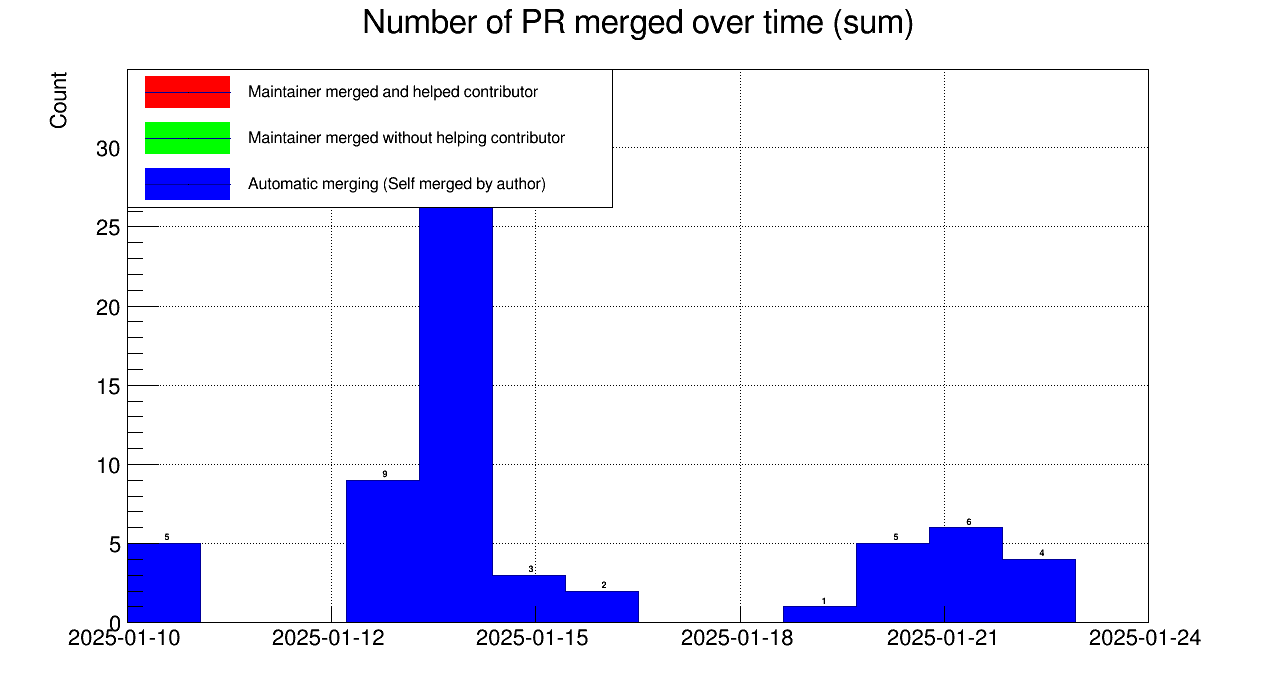 Number of PR merged over time (sum)
Count
Maintainer merged and helped contributor
Maintainer merged without helping contributor
Automatic merging (Self merged by author)
30
25
20
15
10
5
0
5
9
3
2
1
5
6
4
2025-01-10 2025-01-12 2025-01-15 2025-01-18 2025-01-21 2025-01-24